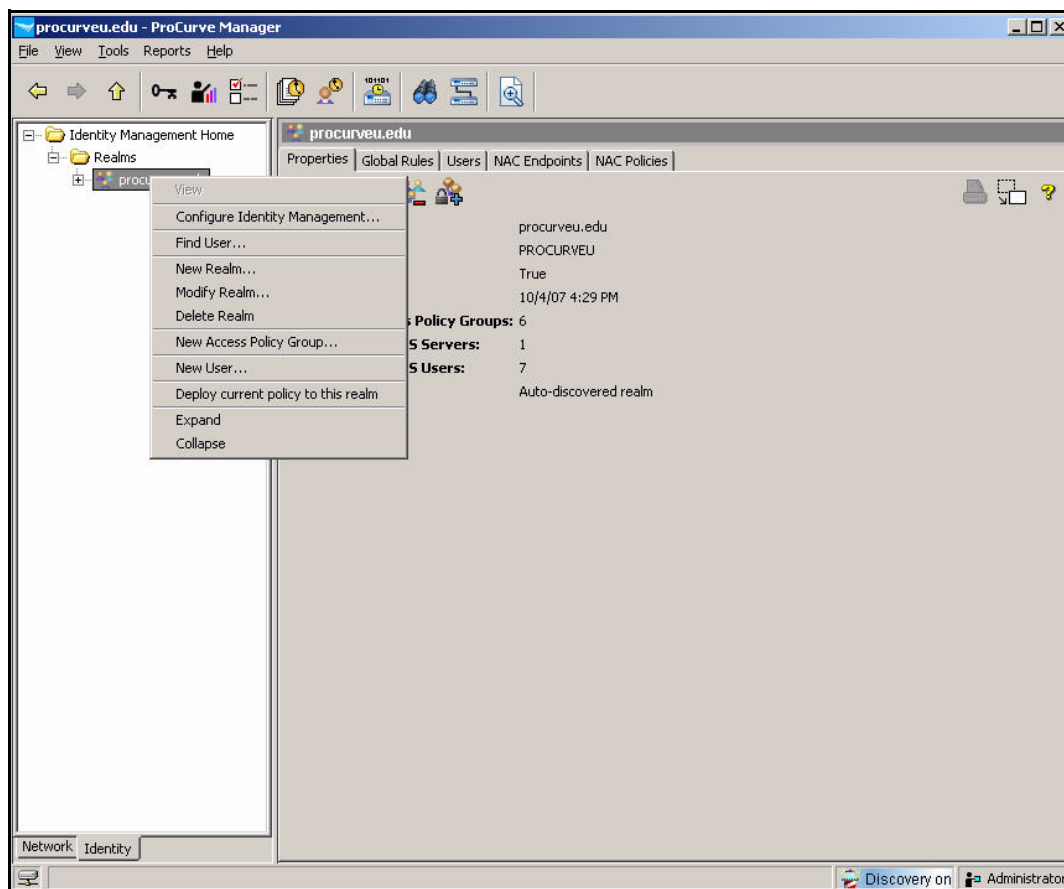 procurveu.edu - ProCurve Manager
File View Tools Reports Help
Identity Management Home
Realms
procu
View
Configure Identity Management...
Find User...
New Realm...
Modify Realm...
Delete Realm
New Access Policy Group...
New User...
Deploy current policy to this realm
Expand
Collapse
Network Identity
procurveu.edu
Properties Global Rules Users NAC Endpoints NAC Policies
procurveu.edu
PROCURVEU
True
10/4/07 4:29 PM
Policy Groups: 6
S Servers: 1
S Users: 7
Auto-discovered realm
Discovery on Administrator